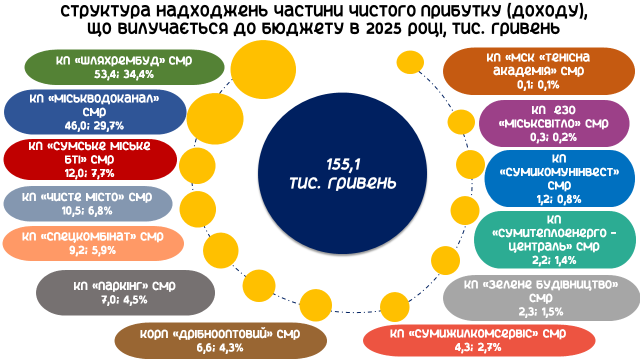 СТРУКТУРА НАДХОДЖЕНЬ ЧАСТИНИ ЧИСТОГО ПРИБУТКУ (ДОХОДУ),
ЩО ВИЛУЧАЄТЬСЯ ДО БЮДЖЕТУ В 2025 РОЦІ, ТИС. ГРИВЕНЬ
КП «ШЛЯХРЕМБУД» СМР
53,4; 34,4%
КП «МІСЬКВОДОКАНАЛ»
СМР
46,0; 29,7%
КП «СУМСЬКЕ МІСЬКЕ
БТІ» СМР
12,0; 7,7%
КП «ЧИСТЕ МІСТО» СМР
10,5; 6,8%
КП «СПЕЦКОМБІНАТ» СМР
9,2; 5,9%
КП «ПАРКІНГ» СМР
7,0; 4,5%
КОРП «ДРІБНООПТОВИЙ» СМР
6,6; 4,3%
155,1
ТИС. ГРИВЕНЬ
КП «МСК «ТЕНІСНА
АКАДЕМІЯ» СМР
0,1; 0,1%
КП ЕЗО
«МІСЬКСВІТЛО» СМР
0,3; 0,2%
КП
«СУМИКОМУНІНВЕСТ»
СМР
1,2; 0,8%
КП
«СУМИТЕПЛОЕНЕРГО -
ЦЕНТРАЛЬ» СМР
2,2; 1,4%
КП «ЗЕЛЕНЕ БУДІВНИЦТВО»
СМР
2,3; 1,5%
КП «СУМИЖИЛКОМСЕРВІС» СМР
4,3; 2,7%